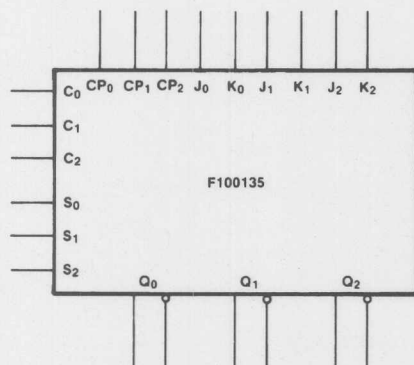 C₀ CP₀ CP₁ CP₂ J₀ K₀ J₁ K₁ J₂ K₂
C₁
C₂
F100135
S₀
S₁
S₂
Q₀ Q₁ Q₂